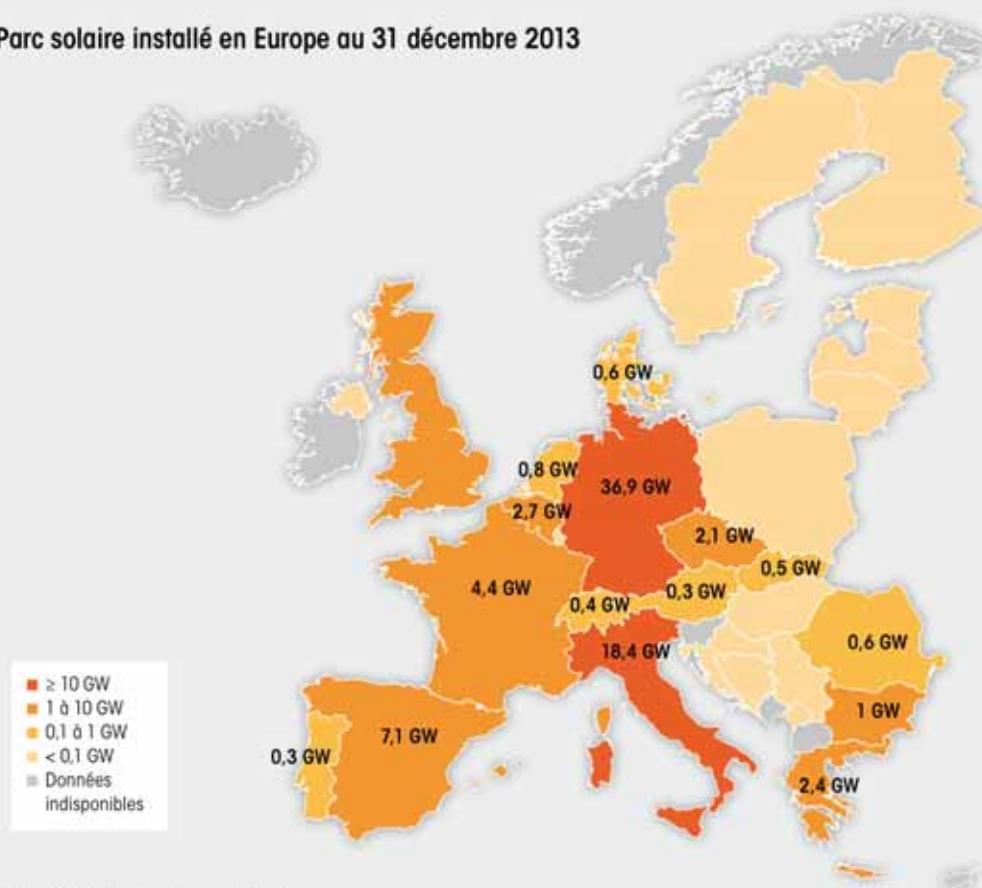 Parc solaire installé en Europe au 31 décembre 2013
0,6 GW
0,8 GW
36,9 GW
2,7 GW
2,1 GW
0,5 GW
4,4 GW
0,3 GW
0,4 GW
0,6 GW
18,4 GW
1 GW
7,1 GW
0,3 GW
2,4 GW
≥ 10 GW
1 à 10 GW
0,1 à 1 GW
< 0,1 GW
Données
indisponibles